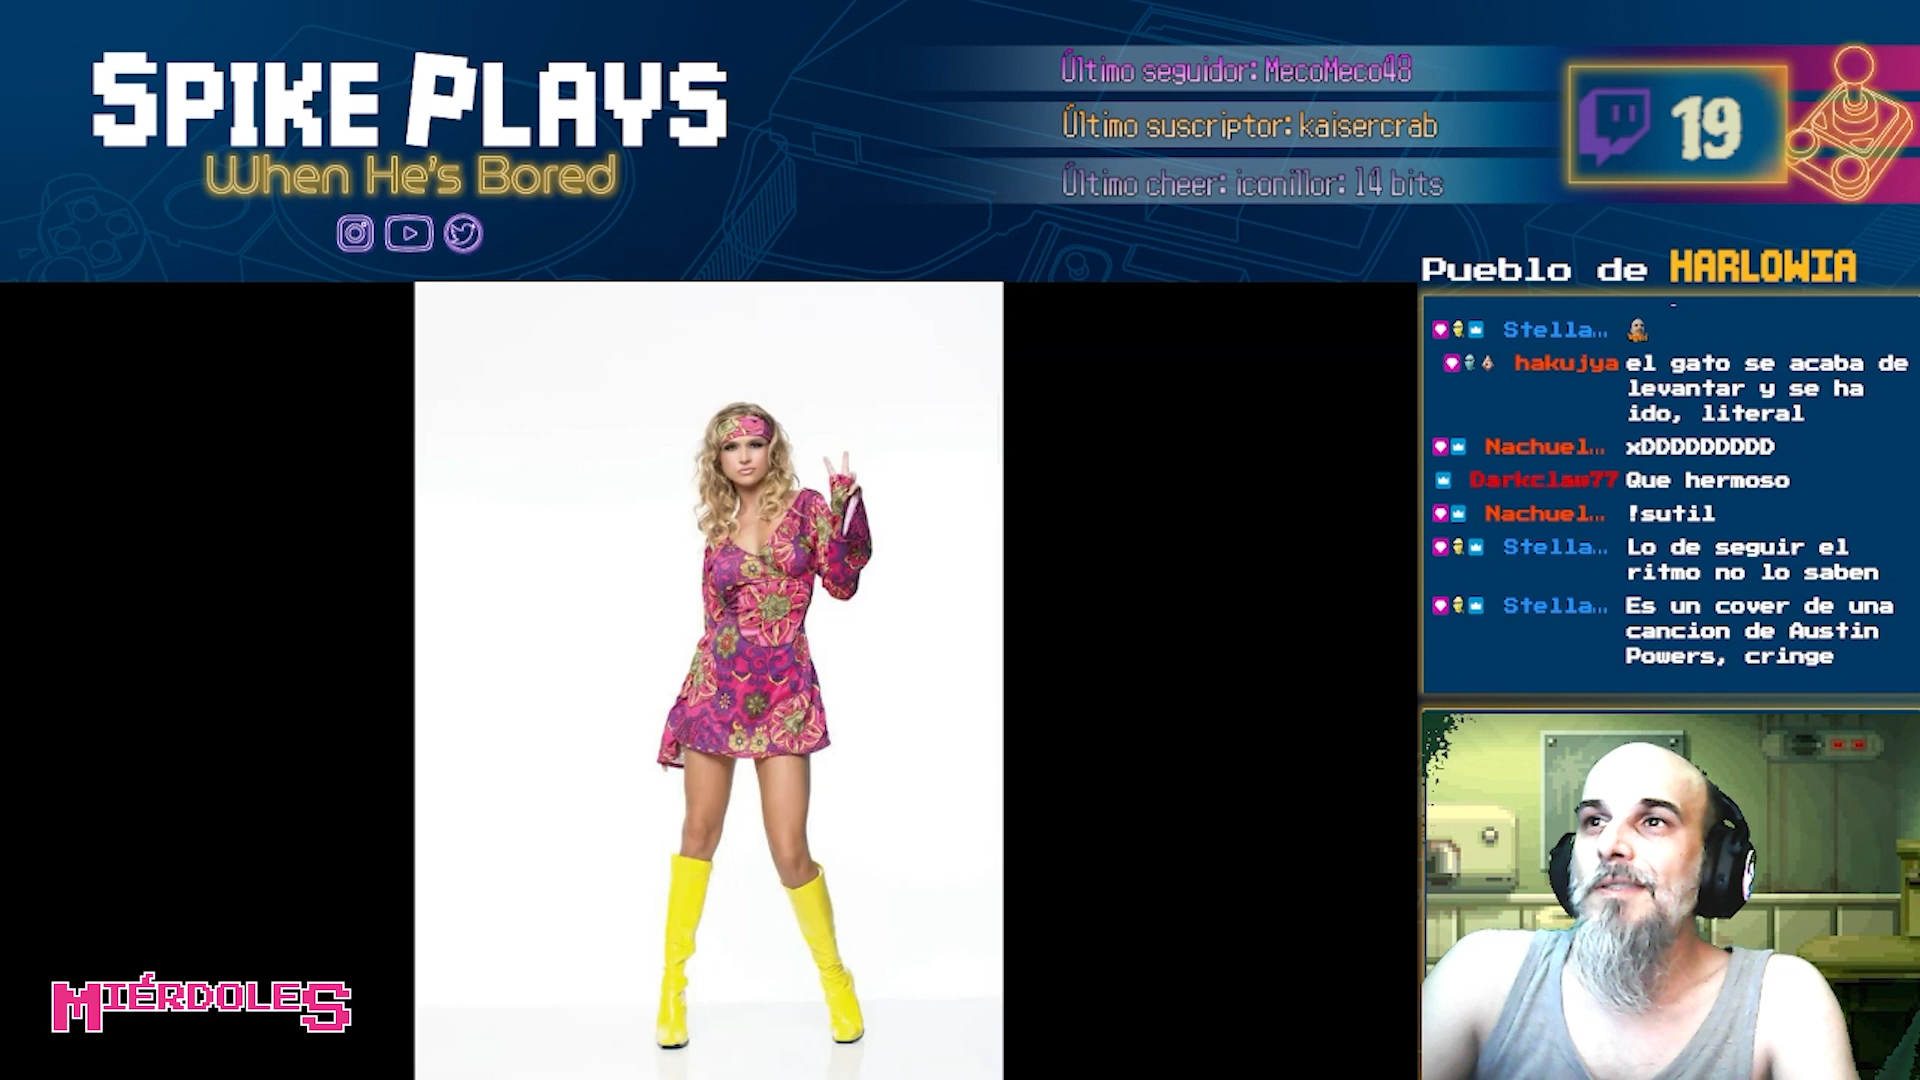 SPIKE PLAYS
When He's Bored
Último seguidor: MecoMeco48
Último suscriptor: kaisercrab
Último cheer: iconillor: 14 bits
19
Pueblo de HARLOWIA
Stella…
hakujya el gato se acaba de
levantar y se ha
ido, literal
Nachuel… xDDDDDDDDD
Darkclaw77 Que hermoso
Nachuel… !sutil
Stella… Lo de seguir el
ritmo no lo saben
Stella… Es un cover de una
cancion de Austin
Powers, cringe
MIÉRDOLES